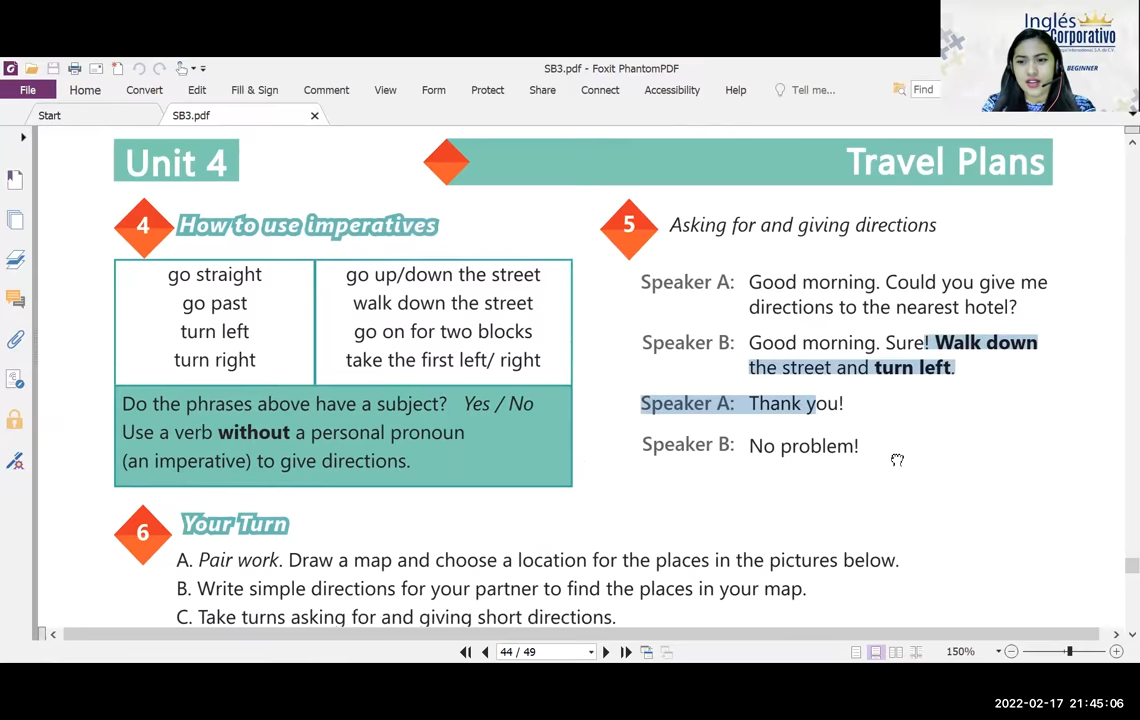 Inglés
Corporativo
BEGINNER
SB3.pdf - Foxit PhantomPDF
File Home Convert Edit Fill & Sign Comment View Form Protect Share Connect Accessibility Help Tell me... Find
Start SB3.pdf
Unit 4
Travel Plans
4 How to use imperatives
go straight
go past
turn left
turn right
go up/down the street
walk down the street
go on for two blocks
take the first left/ right
Do the phrases above have a subject? Yes / No
Use a verb without a personal pronoun
(an imperative) to give directions.
5 Asking for and giving directions
Speaker A: Good morning. Could you give me
directions to the nearest hotel?
Speaker B: Good morning. Sure! Walk down
the street and turn left.
Speaker A: Thank you!
Speaker B: No problem!
6 Your Turn
A. Pair work. Draw a map and choose a location for the places in the pictures below.
B. Write simple directions for your partner to find the places in your map.
C. Take turns asking for and giving short directions.
44 / 49
150%
2022-02-17 21:45:06